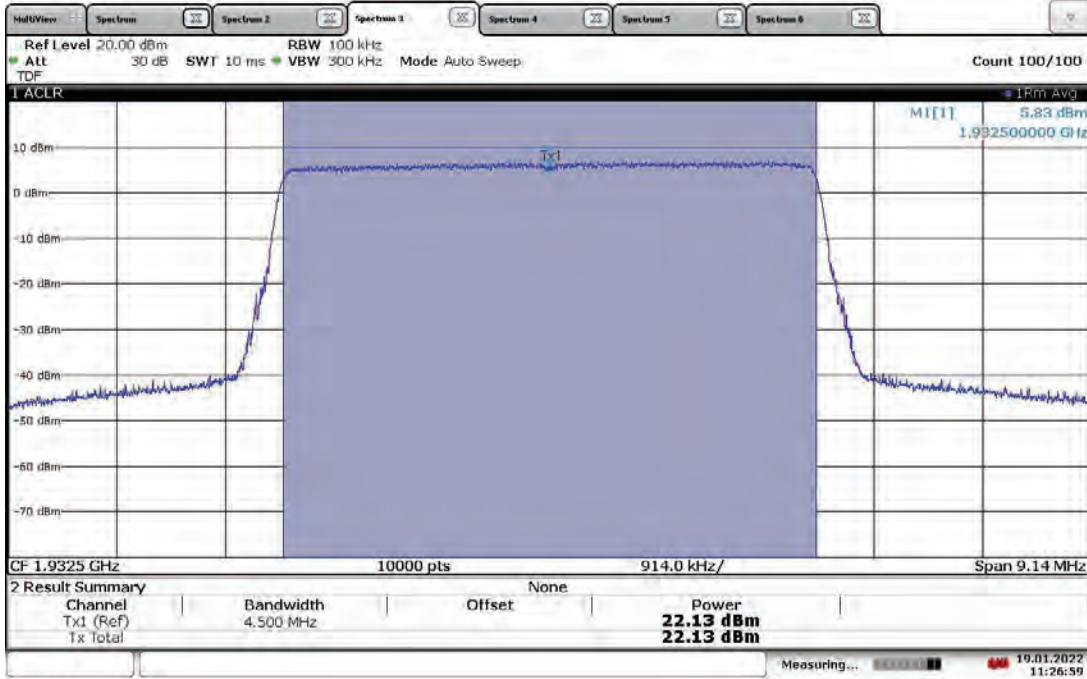 MultiView Spectrum Spectrum 2 Spectrum 3 Spectrum 4 Spectrum 5 Spectrum 6
Ref Level 20.00 dBm RBW 100 kHz
Att 30 dB SWT 10 ms VBW 300 kHz Mode Auto Sweep Count 100/100
TDF
1 ACLR 1Rm Avg
M1[1] 5.83 dBm
1.932500000 GHz
Tx1
10 dBm
0 dBm
-10 dBm
-20 dBm
-30 dBm
-40 dBm
-50 dBm
-60 dBm
-70 dBm
CF 1.9325 GHz 10000 pts 914.0 kHz/ Span 9.14 MHz
2 Result Summary None
Channel Bandwidth Offset Power
Tx1 (Ref) 4.500 MHz 22.13 dBm
Tx Total 22.13 dBm
Measuring... 19.01.2022
11:26:59